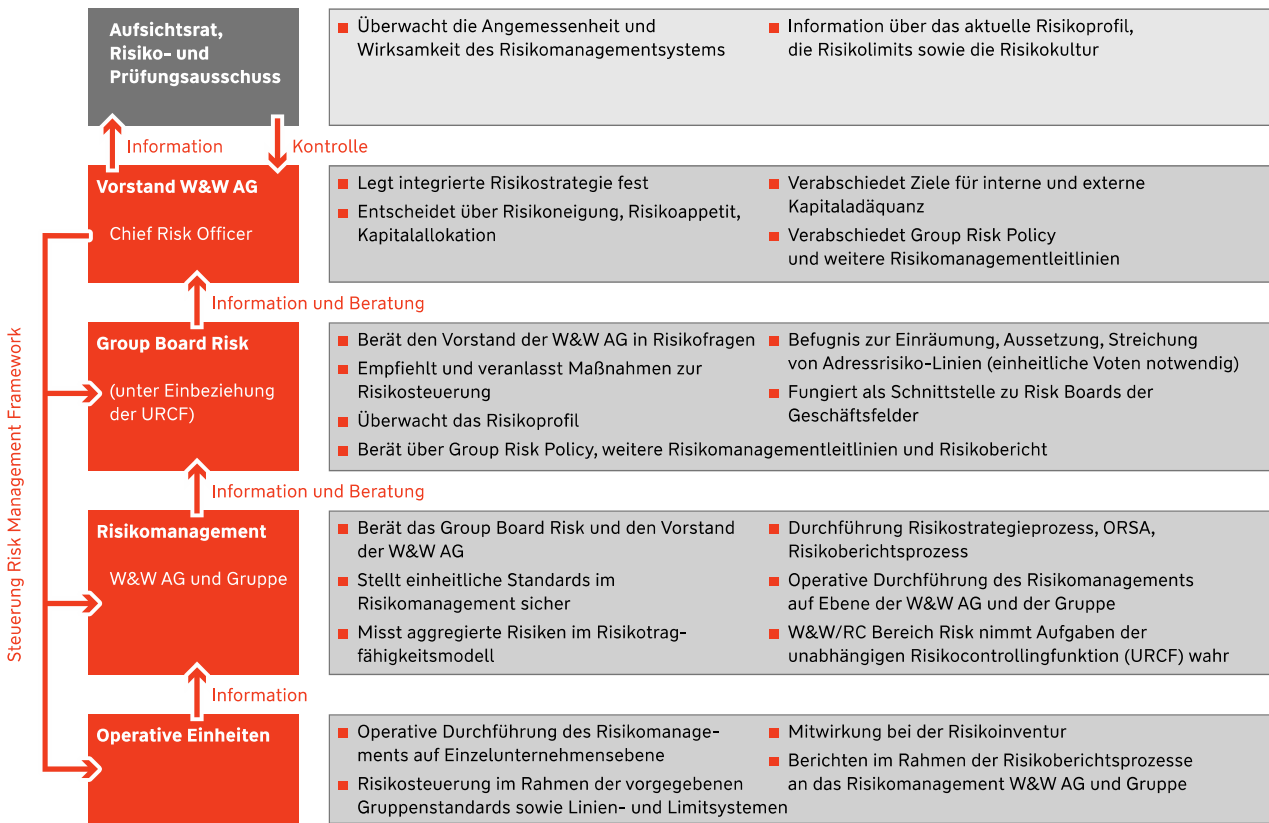 Aufsichtsrat,
Risiko- und
Prüfungsausschuss
Überwacht die Angemessenheit und
Wirksamkeit des Risikomanagementsystems
Information über das aktuelle Risikoprofil,
die Risikolimits sowie die Risikokultur
Information
Kontrolle
Vorstand W&W AG
Chief Risk Officer
Legt integrierte Risikostrategie fest
Entscheidet über Risikoneigung, Risikoappetit,
Kapitalallokation
Verabschiedet Ziele für interne und externe
Kapitaladäquanz
Verabschiedet Group Risk Policy
und weitere Risikomanagementleitlinien
Information und Beratung
Group Board Risk
(unter Einbeziehung
der URCF)
Berät den Vorstand der W&W AG in Risikofragen
Empfiehlt und veranlasst Maßnahmen zur
Risikosteuerung
Überwacht das Risikoprofil
Berät über Group Risk Policy, weitere Risikomanagementleitlinien und Risikobericht
Befugnis zur Einräumung, Aussetzung, Streichung
von Adressrisiko-Linien (einheitliche Voten notwendig)
Fungiert als Schnittstelle zu Risk Boards der
Geschäftsfelder
Information und Beratung
Risikomanagement
W&W AG und Gruppe
Berät das Group Board Risk und den Vorstand
der W&W AG
Stellt einheitliche Standards im
Risikomanagement sicher
Misst aggregierte Risiken im Risikotrag-
fähigkeitsmodell
Durchführung Risikostrategieprozess, ORSA,
Risikoberichtsprozess
Operative Durchführung des Risikomanagements
auf Ebene der W&W AG und der Gruppe
W&W/RC Bereich Risk nimmt Aufgaben der
unabhängigen Risikocontrollingfunktion (URCF) wahr
Information
Operative Einheiten
Operative Durchführung des Risikomanage-
ments auf Einzelunternehmensebene
Risikosteuerung im Rahmen der vorgegebenen
Gruppenstandards sowie Linien- und Limitsystemen
Mitwirkung bei der Risikoinventur
Berichten im Rahmen der Risikoberichtsprozesse
an das Risikomanagement W&W AG und Gruppe
Steuerung Risk Management Framework